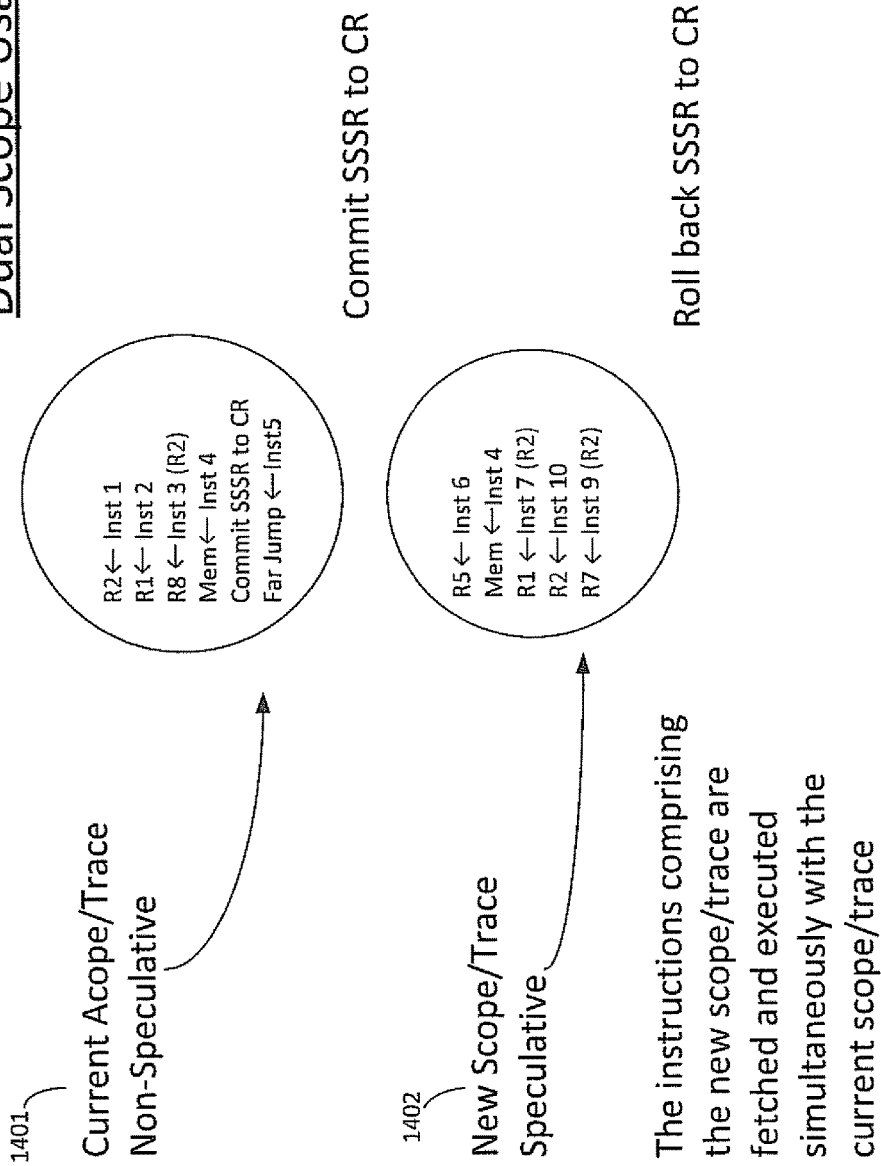 Dual Scope Usa
1401
Current Acope/Trace
Non-Speculative
R2← Inst 1
R1← Inst 2
R8 ← Inst 3 (R2)
Mem← Inst 4
Commit SSSR to CR
Far Jump ←Inst5
Commit SSSR to CR
1402
New Scope/Trace
Speculative
R5 ← Inst 6
Mem ←Inst 4
R1 ←Inst 7 (R2)
R2 ←Inst 10
R7 ←Inst 9 (R2)
Roll back SSSR to CR
The instructions comprising
the new scope/trace are
fetched and executed
simultaneously with the
current scope/trace